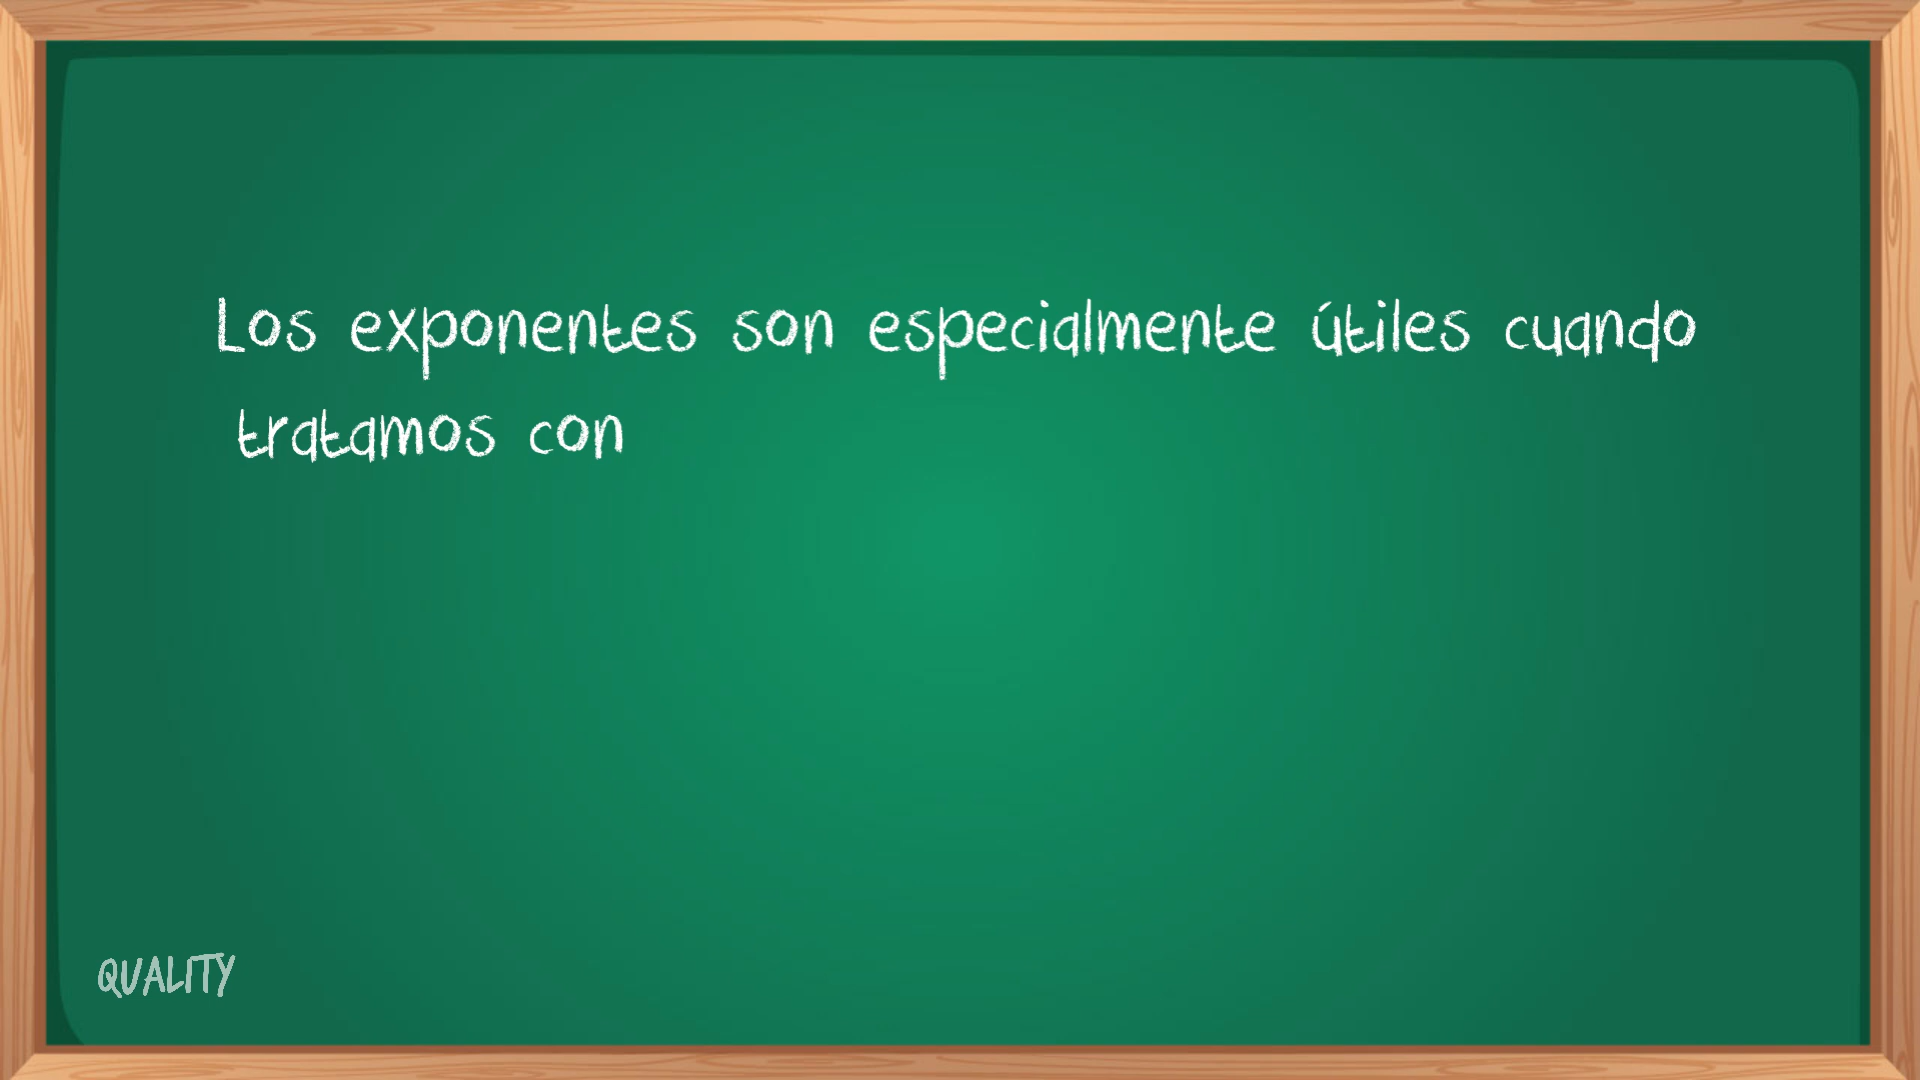 Los exponentes son especialmente útiles cuando
tratamos con
QUALITY